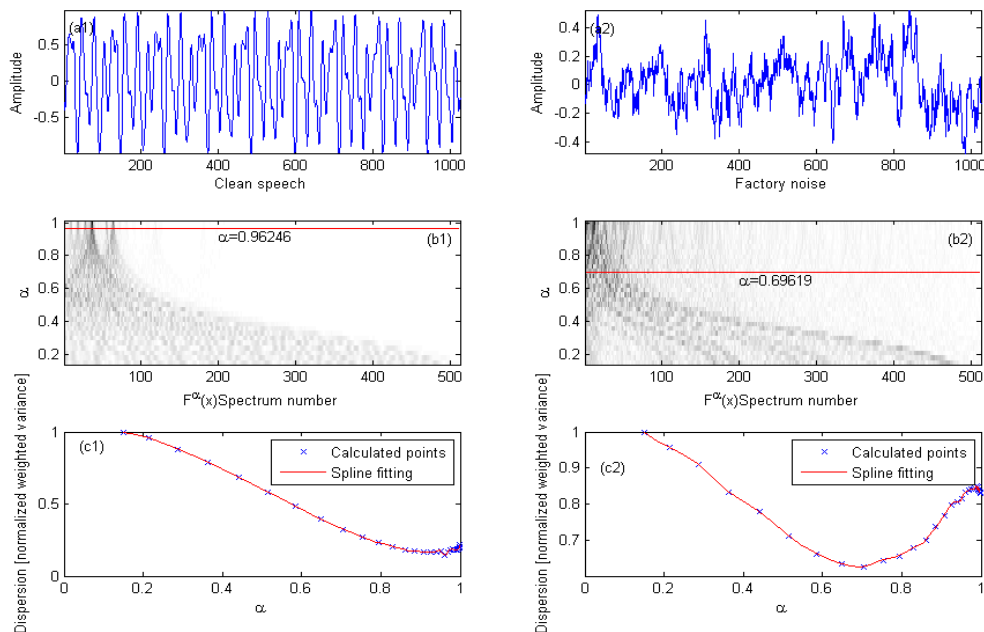 (a1)
0.5
0
-0.5
Amplitude
200 400 600 800 1000
Clean speech
(a2)
0.4
0.2
0
-0.2
-0.4
Amplitude
200 400 600 800 1000
Factory noise
1
0.8
0.6
0.4
0.2
α
α=0.96246
(b1)
100 200 300 400 500
F^α(x)Spectrum number
1
0.8
0.6
0.4
0.2
α
(b2)
α=0.69619
100 200 300 400 500
F^α(x)Spectrum number
Dispersion [normalized weighted variance]
1
0.5
0
(c1)
Calculated points
Spline fitting
0 0.2 0.4 0.6 0.8 1
α
Dispersion [normalized weighted variance]
1
0.9
0.8
0.7
(c2)
Calculated points
Spline fitting
0 0.2 0.4 0.6 0.8 1
α